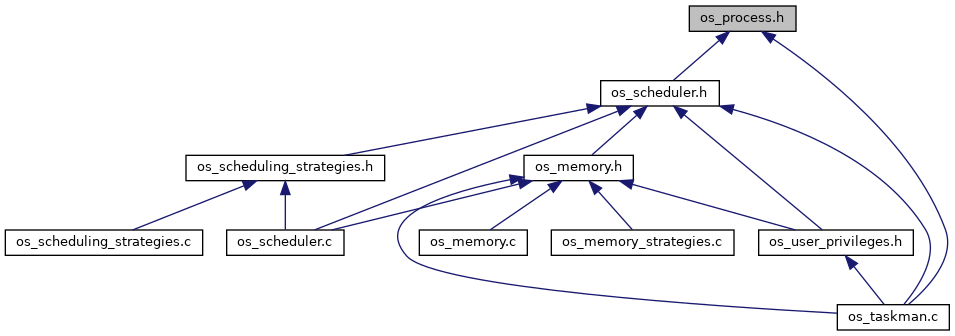 os_process.h
os_scheduler.h
os_scheduling_strategies.h
os_memory.h
os_scheduling_strategies.c
os_scheduler.c
os_memory.c
os_memory_strategies.c
os_user_privileges.h
os_taskman.c